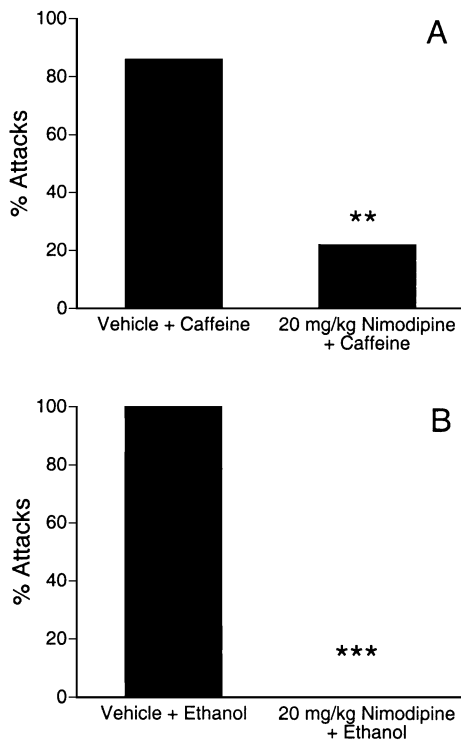 A
100
80
60
40
20
0
% Attacks
**
Vehicle + Caffeine
20 mg/kg Nimodipine
+ Caffeine
B
100
80
60
40
20
0
% Attacks
***
Vehicle + Ethanol
20 mg/kg Nimodipine
+ Ethanol